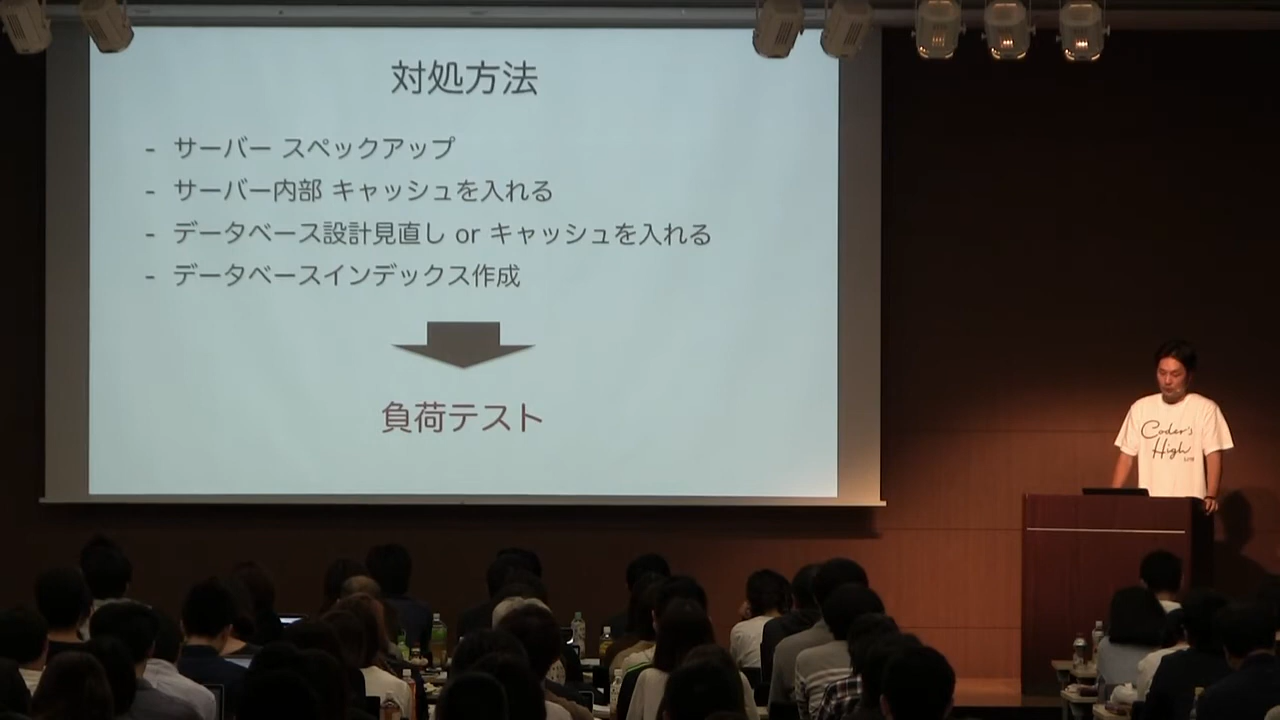 対処方法
- サーバー スペックアップ
- サーバー内部 キャッシュを入れる
- データベース設計見直し or キャッシュを入れる
- データベースインデックス作成
負荷テスト
Coder's
High